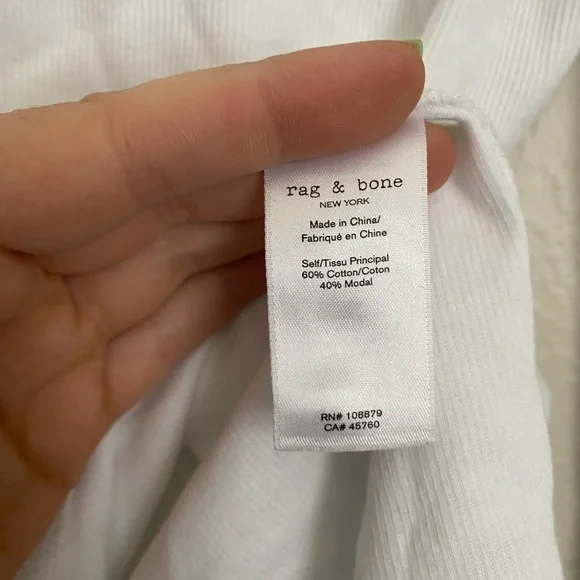 rag & bone
NEW YORK
Made in China/
Fabriqué en Chine
Self/Tissu Principal
60% Cotton/Coton
40% Modal
RN# 108879
CA# 45760